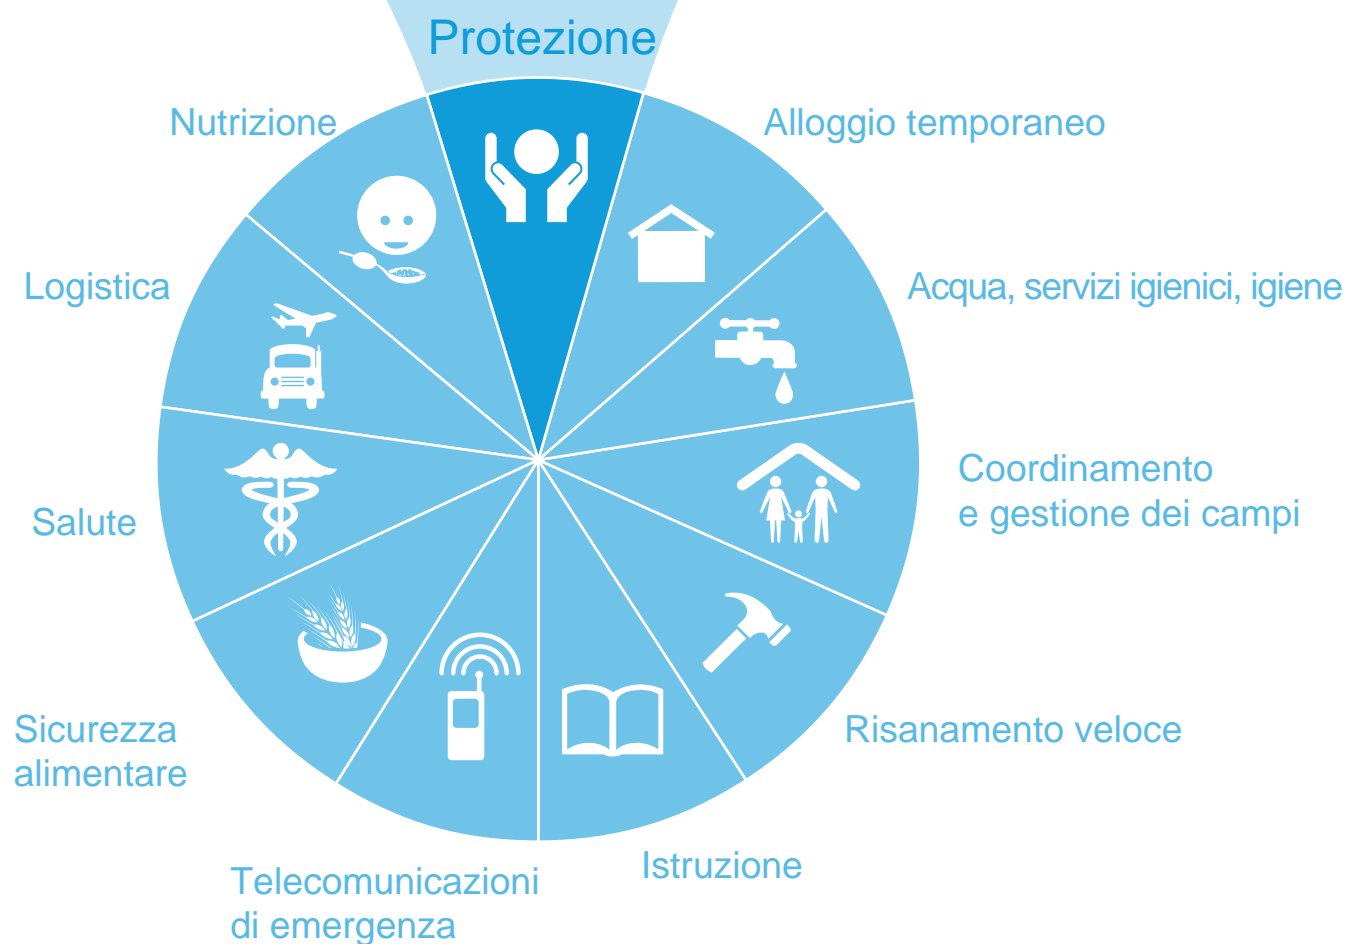 Protezione
Nutrizione
Alloggio temporaneo
Logistica
Acqua, servizi igienici, igiene
Coordinamento
e gestione dei campi
Salute
Sicurezza
alimentare
Risanamento veloce
Istruzione
Telecomunicazioni
di emergenza